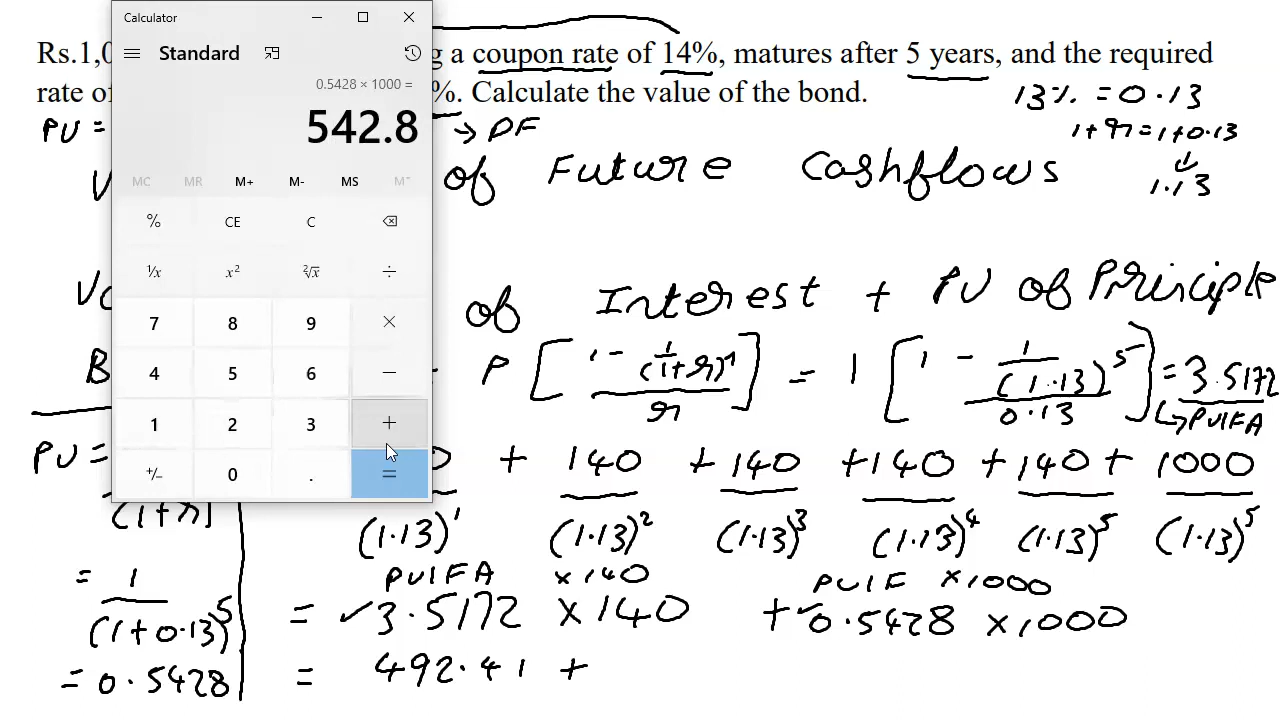 Calculator
Standard
0.5428 × 1000 =
542.8
MC MR M+ M- MS M˅
% CE C
¹/x x² ²√x ÷
7 8 9 ×
4 5 6 −
1 2 3 +
+/− 0 . =
Rs.1,0 g a coupon rate of 14%, matures after 5 years, and the required
rate of %. Calculate the value of the bond.
13% = 0.13
1+r=1+0.13
1.13
PV = → DF
V of Future Cashflows
of Interest + PV of Principle
B P [ 1 - 1/(1+r)ⁿ / r ] = 1 [ 1 - 1/(1.13)⁵ / 0.13 ] = 3.5172
↳ PVIFA
PV = 0 + 140 + 140 + 140 + 140 + 1000
(1+r) (1.13)¹ (1.13)² (1.13)³ (1.13)⁴ (1.13)⁵ (1.13)⁵
= 1 PVIFA ×140 PVIF ×1000
(1+0.13)⁵ = ✓3.5172 ×140 +✓0.5428 ×1000
= 0.5428 = 492.41 +